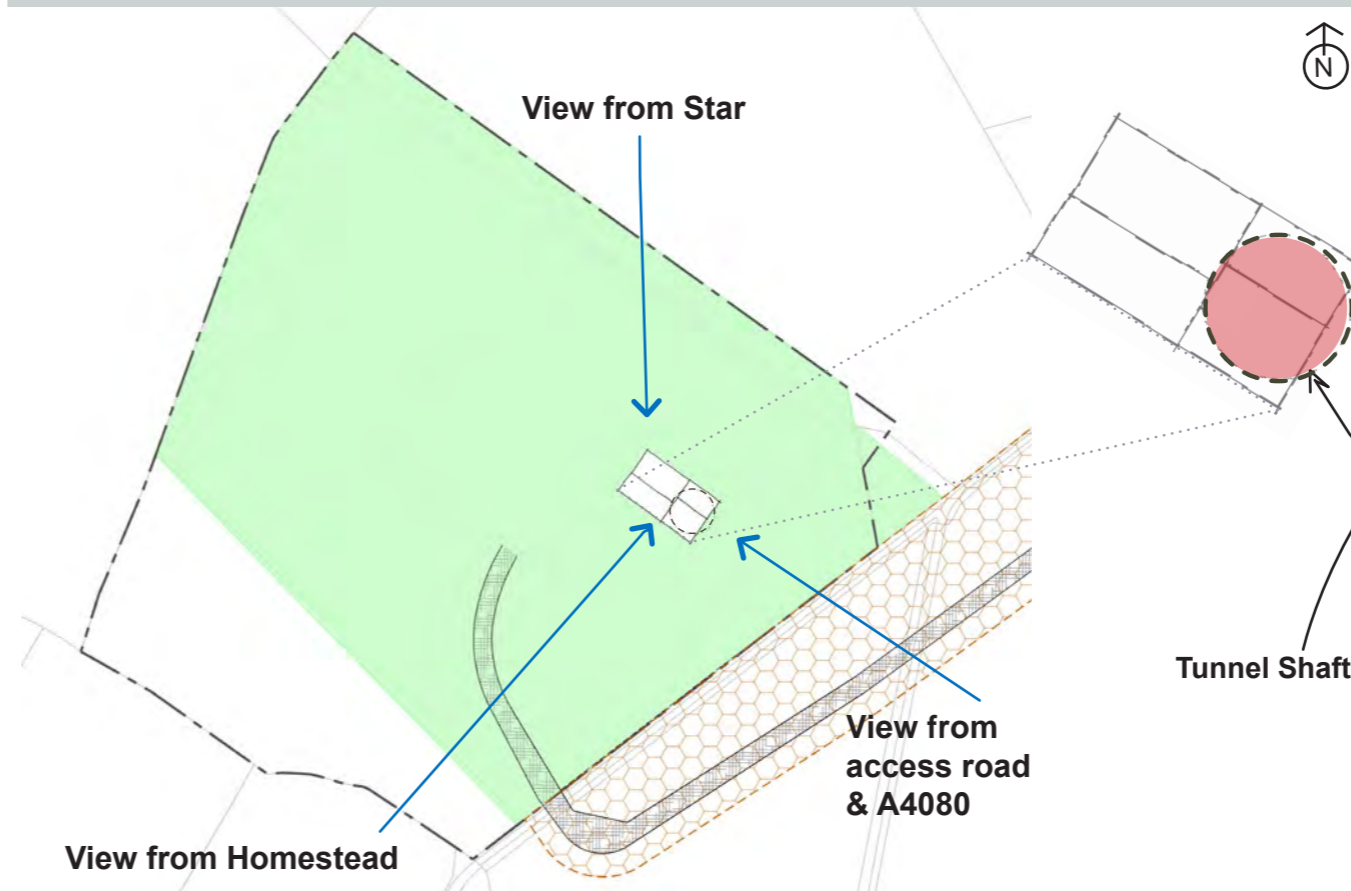 N
View from Star
Tunnel Shaft
View from
access road
& A4080
View from Homestead